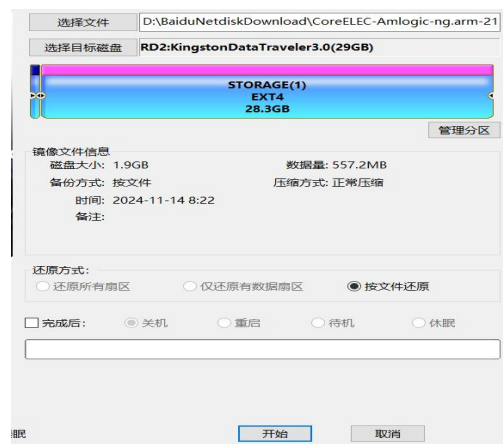 选择文件 D:\BaiduNetdiskDownload\CoreELEC-Amlogic-ng.arm-21
选择目标磁盘 RD2:KingstonDataTraveler3.0(29GB)
STORAGE(1)
EXT4
28.3GB
管理分区
镜像文件信息
磁盘大小: 1.9GB 数据量: 557.2MB
备份方式: 按文件 压缩方式: 正常压缩
时间: 2024-11-14 8:22
备注:
还原方式:
还原所有扇区 仅还原有数据扇区 按文件还原
完成后: 关机 重启 待机 休眠
眠 开始 取消